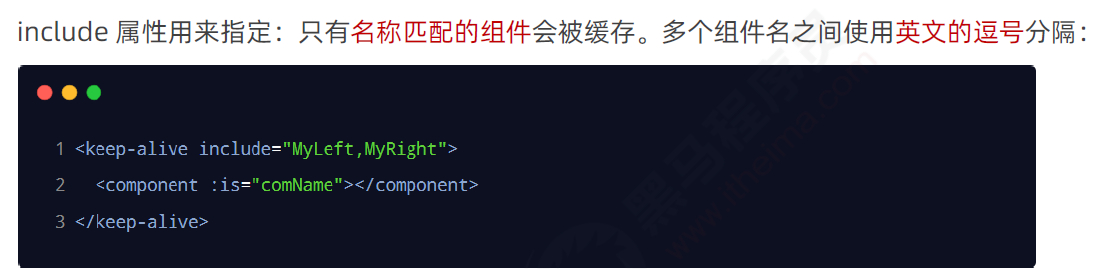 include 属性用来指定：只有名称匹配的组件会被缓存。多个组件名之间使用英文的逗号分隔：
1 <keep-alive include="MyLeft,MyRight">
2   <component :is="comName"></component>
3 </keep-alive>
黑马程序员
www.itheima.com